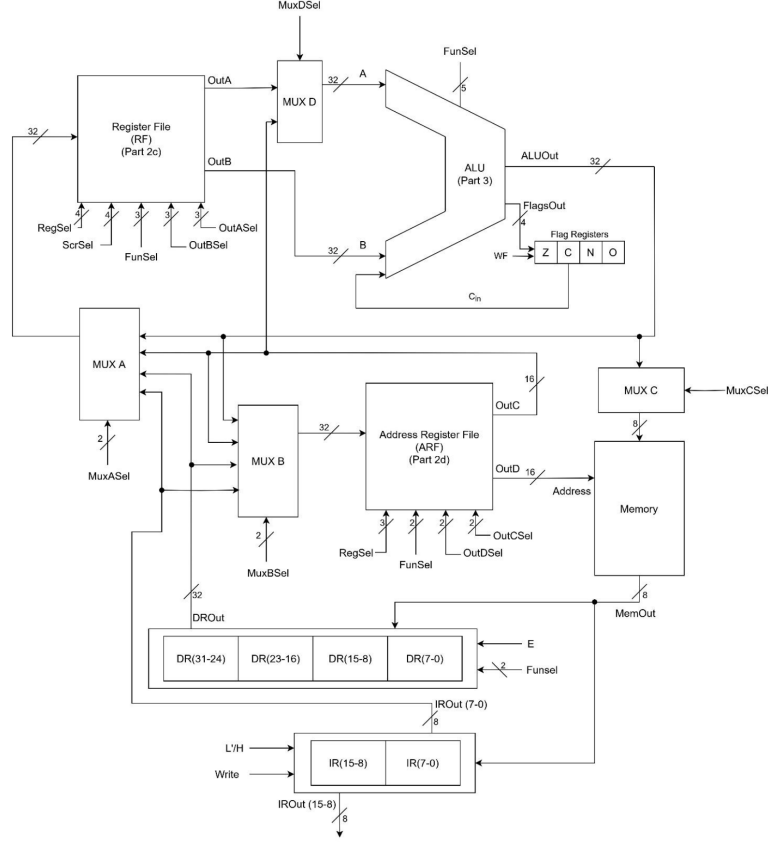 MuxDSel
FunSel
OutA
32
A
MUX D
5
32
Register File
(RF)
(Part 2c)
ALU
(Part 3)
ALUOut
32
OutB
4
4
3
3
3
RegSel
OutASel
ScrSel
OutBSel
FunSel
FlagsOut
4
Flag Registers
B
32
WF
Z C N O
Cin
MUX A
MUX C
MuxCSel
16
OutC
8
32
Address Register File
(ARF)
(Part 2d)
MUX B
2
MuxASel
OutD
16
Address
Memory
3
2
2
2
OutCSel
RegSel
OutDSel
FunSel
2
MuxBSel
32
8
MemOut
DROut
DR(31-24) DR(23-16) DR(15-8) DR(7-0)
E
2
Funsel
IROut (7-0)
8
L'/H
IR(15-8) IR(7-0)
Write
IROut (15-8)
8